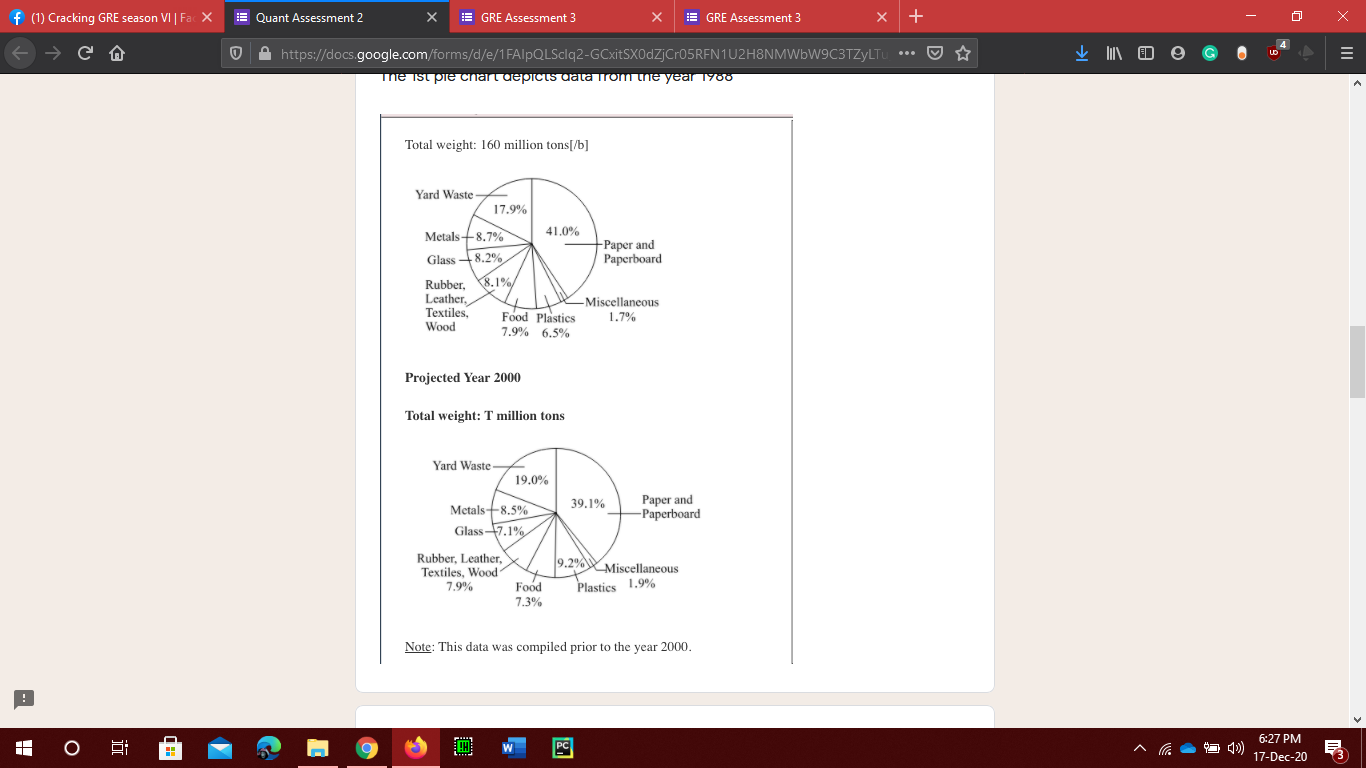 (1) Cracking GRE season VI | Fac
Quant Assessment 2
GRE Assessment 3
GRE Assessment 3
https://docs.google.com/forms/d/e/1FAIpQLSclq2-GCxitSX0dZjCr05RFN1U2H8NMWbW9C3TZyLTu
4
The 1st pie chart depicts data from the year 1988
Total weight: 160 million tons[/b]
Yard Waste
17.9%
41.0%
Metals
8.7%
Paper and
Paperboard
Glass
8.2%
Rubber,
Leather,
Textiles,
Wood
8.1%
Food
7.9%
Plastics
6.5%
Miscellaneous
1.7%
Projected Year 2000
Total weight: T million tons
Yard Waste
19.0%
39.1%
Paper and
Paperboard
Metals
8.5%
Glass
7.1%
Rubber, Leather,
Textiles, Wood
7.9%
Food
7.3%
9.2%
Plastics
Miscellaneous
1.9%
Note: This data was compiled prior to the year 2000.
6:27 PM
17-Dec-20
3